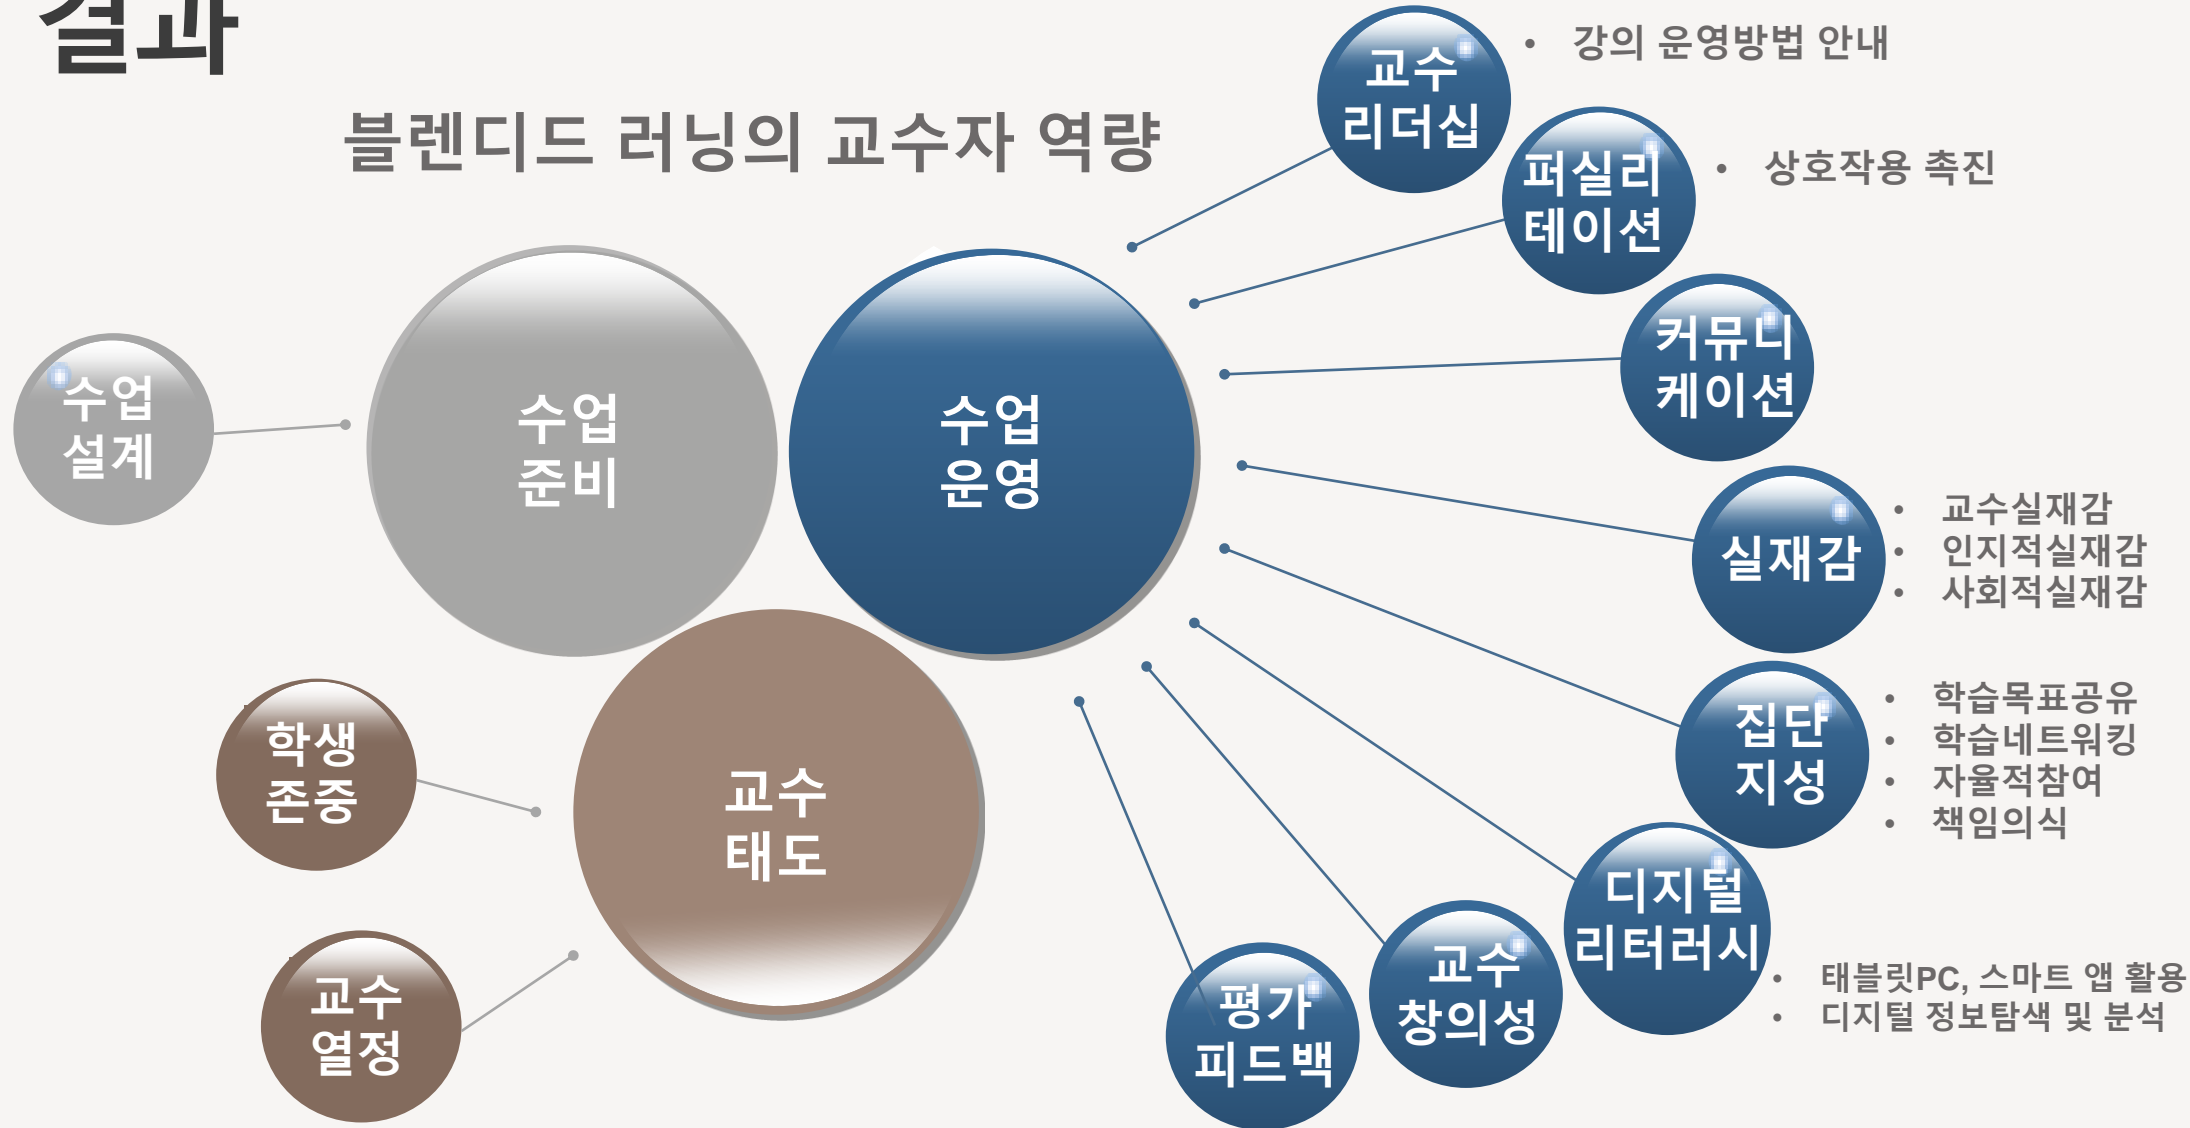 결과
블렌디드 러닝의 교수자 역량
교수
리더십
• 강의 운영방법 안내
퍼실리
테이션
• 상호작용 촉진
커뮤니
케이션
수업
설계
수업
준비
수업
운영
실재감
• 교수실재감
• 인지적실재감
• 사회적실재감
집단
지성
• 학습목표공유
• 학습네트워킹
• 자율적참여
• 책임의식
학생
존중
교수
태도
디지털
리터러시
• 태블릿PC, 스마트 앱 활용
• 디지털 정보탐색 및 분석
교수
창의성
평가
피드백
교수
열정